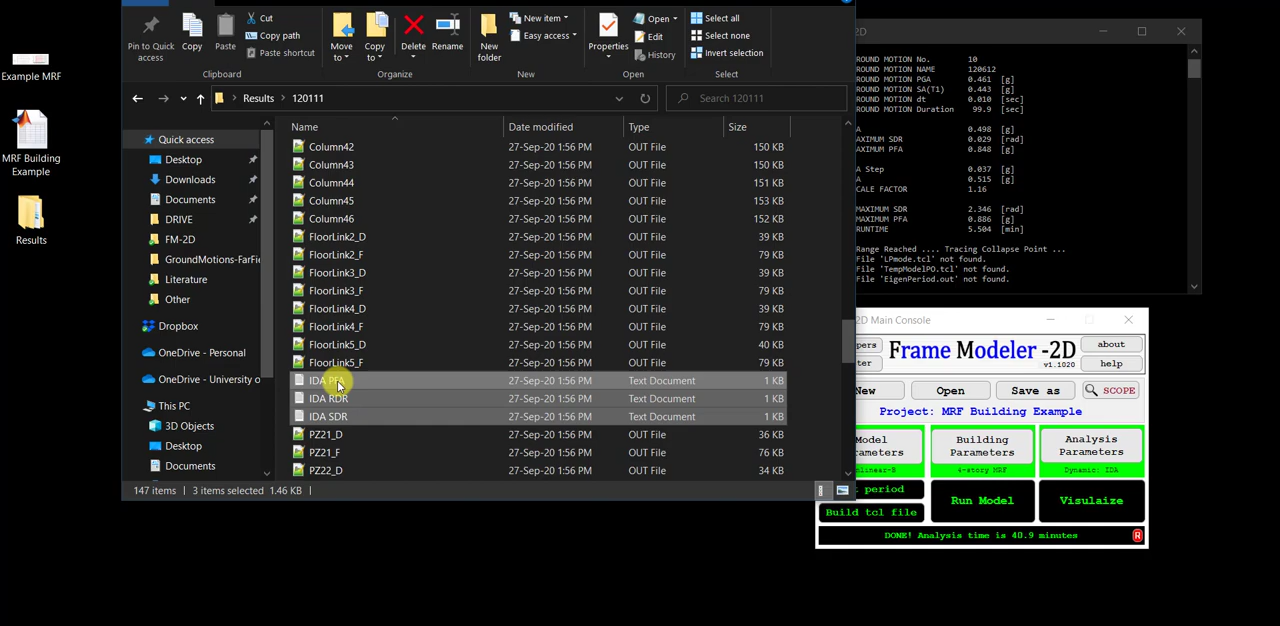 Example MRF
MRF Building
Example
Results
Pin to Quick
access
Copy
Paste
Cut
Copy path
Paste shortcut
Clipboard
Move
to
Copy
to
Delete
Rename
Organize
New
folder
New item
Easy access
New
Properties
Open
Edit
History
Open
Select all
Select none
Invert selection
Select
Results
120111
Search 120111
Quick access
Desktop
Downloads
Documents
DRIVE
FM-2D
GroundMotions-FarFi
Literature
Other
Dropbox
OneDrive - Personal
OneDrive - University o
This PC
3D Objects
Desktop
Documents
Name Date modified Type Size
Column42 27-Sep-20 1:56 PM OUT File 150 KB
Column43 27-Sep-20 1:56 PM OUT File 150 KB
Column44 27-Sep-20 1:56 PM OUT File 151 KB
Column45 27-Sep-20 1:56 PM OUT File 153 KB
Column46 27-Sep-20 1:56 PM OUT File 152 KB
FloorLink2_D 27-Sep-20 1:56 PM OUT File 39 KB
FloorLink2_F 27-Sep-20 1:56 PM OUT File 79 KB
FloorLink3_D 27-Sep-20 1:56 PM OUT File 39 KB
FloorLink3_F 27-Sep-20 1:56 PM OUT File 79 KB
FloorLink4_D 27-Sep-20 1:56 PM OUT File 39 KB
FloorLink4_F 27-Sep-20 1:56 PM OUT File 79 KB
FloorLink5_D 27-Sep-20 1:56 PM OUT File 40 KB
FloorLink5_F 27-Sep-20 1:56 PM OUT File 79 KB
IDA PFA 27-Sep-20 1:56 PM Text Document 1 KB
IDA RDR 27-Sep-20 1:56 PM Text Document 1 KB
IDA SDR 27-Sep-20 1:56 PM Text Document 1 KB
PZ21_D 27-Sep-20 1:56 PM OUT File 36 KB
PZ21_F 27-Sep-20 1:56 PM OUT File 76 KB
PZ22_D 27-Sep-20 1:56 PM OUT File 34 KB
147 items 3 items selected 1.46 KB
2D
ROUND MOTION No. 10
ROUND MOTION NAME 120612
ROUND MOTION PGA 0.461 [g]
ROUND MOTION SA(T1) 0.443 [g]
ROUND MOTION dt 0.010 [sec]
ROUND MOTION Duration 99.9 [sec]
A 0.498 [g]
AXIMUM SDR 0.029 [rad]
AXIMUM PFA 0.848 [g]
A Step 0.037 [g]
A 0.515 [g]
CALE FACTOR 1.16
MAXIMUM SDR 2.346 [rad]
MAXIMUM PFA 0.886 [g]
RUNTIME 5.504 [min]
Range Reached .... Tracing Collapse Point ...
File 'LPmode.tcl' not found.
File 'TempModelPO.tcl' not found.
File 'EigenPeriod.out' not found.
-2D Main Console
pers
ter
Frame Modeler -2D
v1.1020
about
help
New
Open
Save as
SCOPE
Project: MRF Building Example
Model
ameters
nlinear-B
Building
Parameters
4-story MRF
Analysis
Parameters
Dynamic: IDA
period
Build tcl file
Run Model
Visulaize
DONE! Analysis time is 40.9 minutes
R